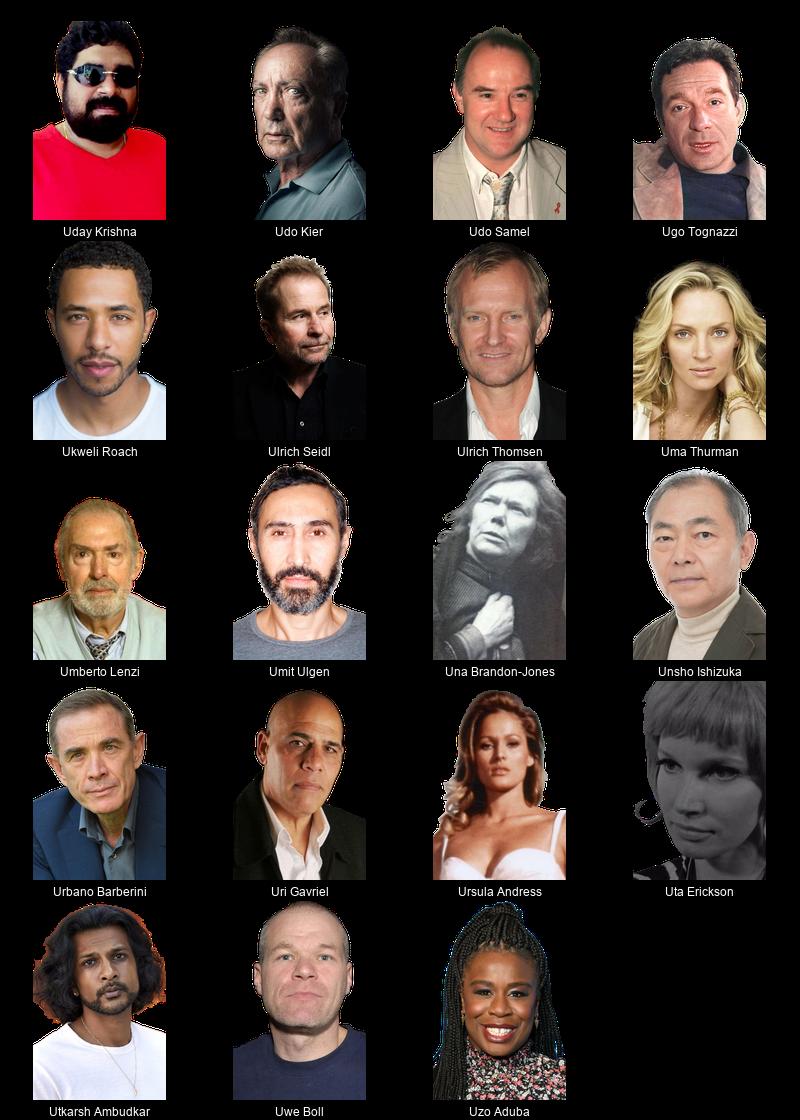 Uday Krishna
Udo Kier
Udo Samel
Ugo Tognazzi
Ukweli Roach
Ulrich Seidl
Ulrich Thomsen
Uma Thurman
Umberto Lenzi
Umit Ulgen
Una Brandon-Jones
Unsho Ishizuka
Urbano Barberini
Uri Gavriel
Ursula Andress
Uta Erickson
Utkarsh Ambudkar
Uwe Boll
Uzo Aduba